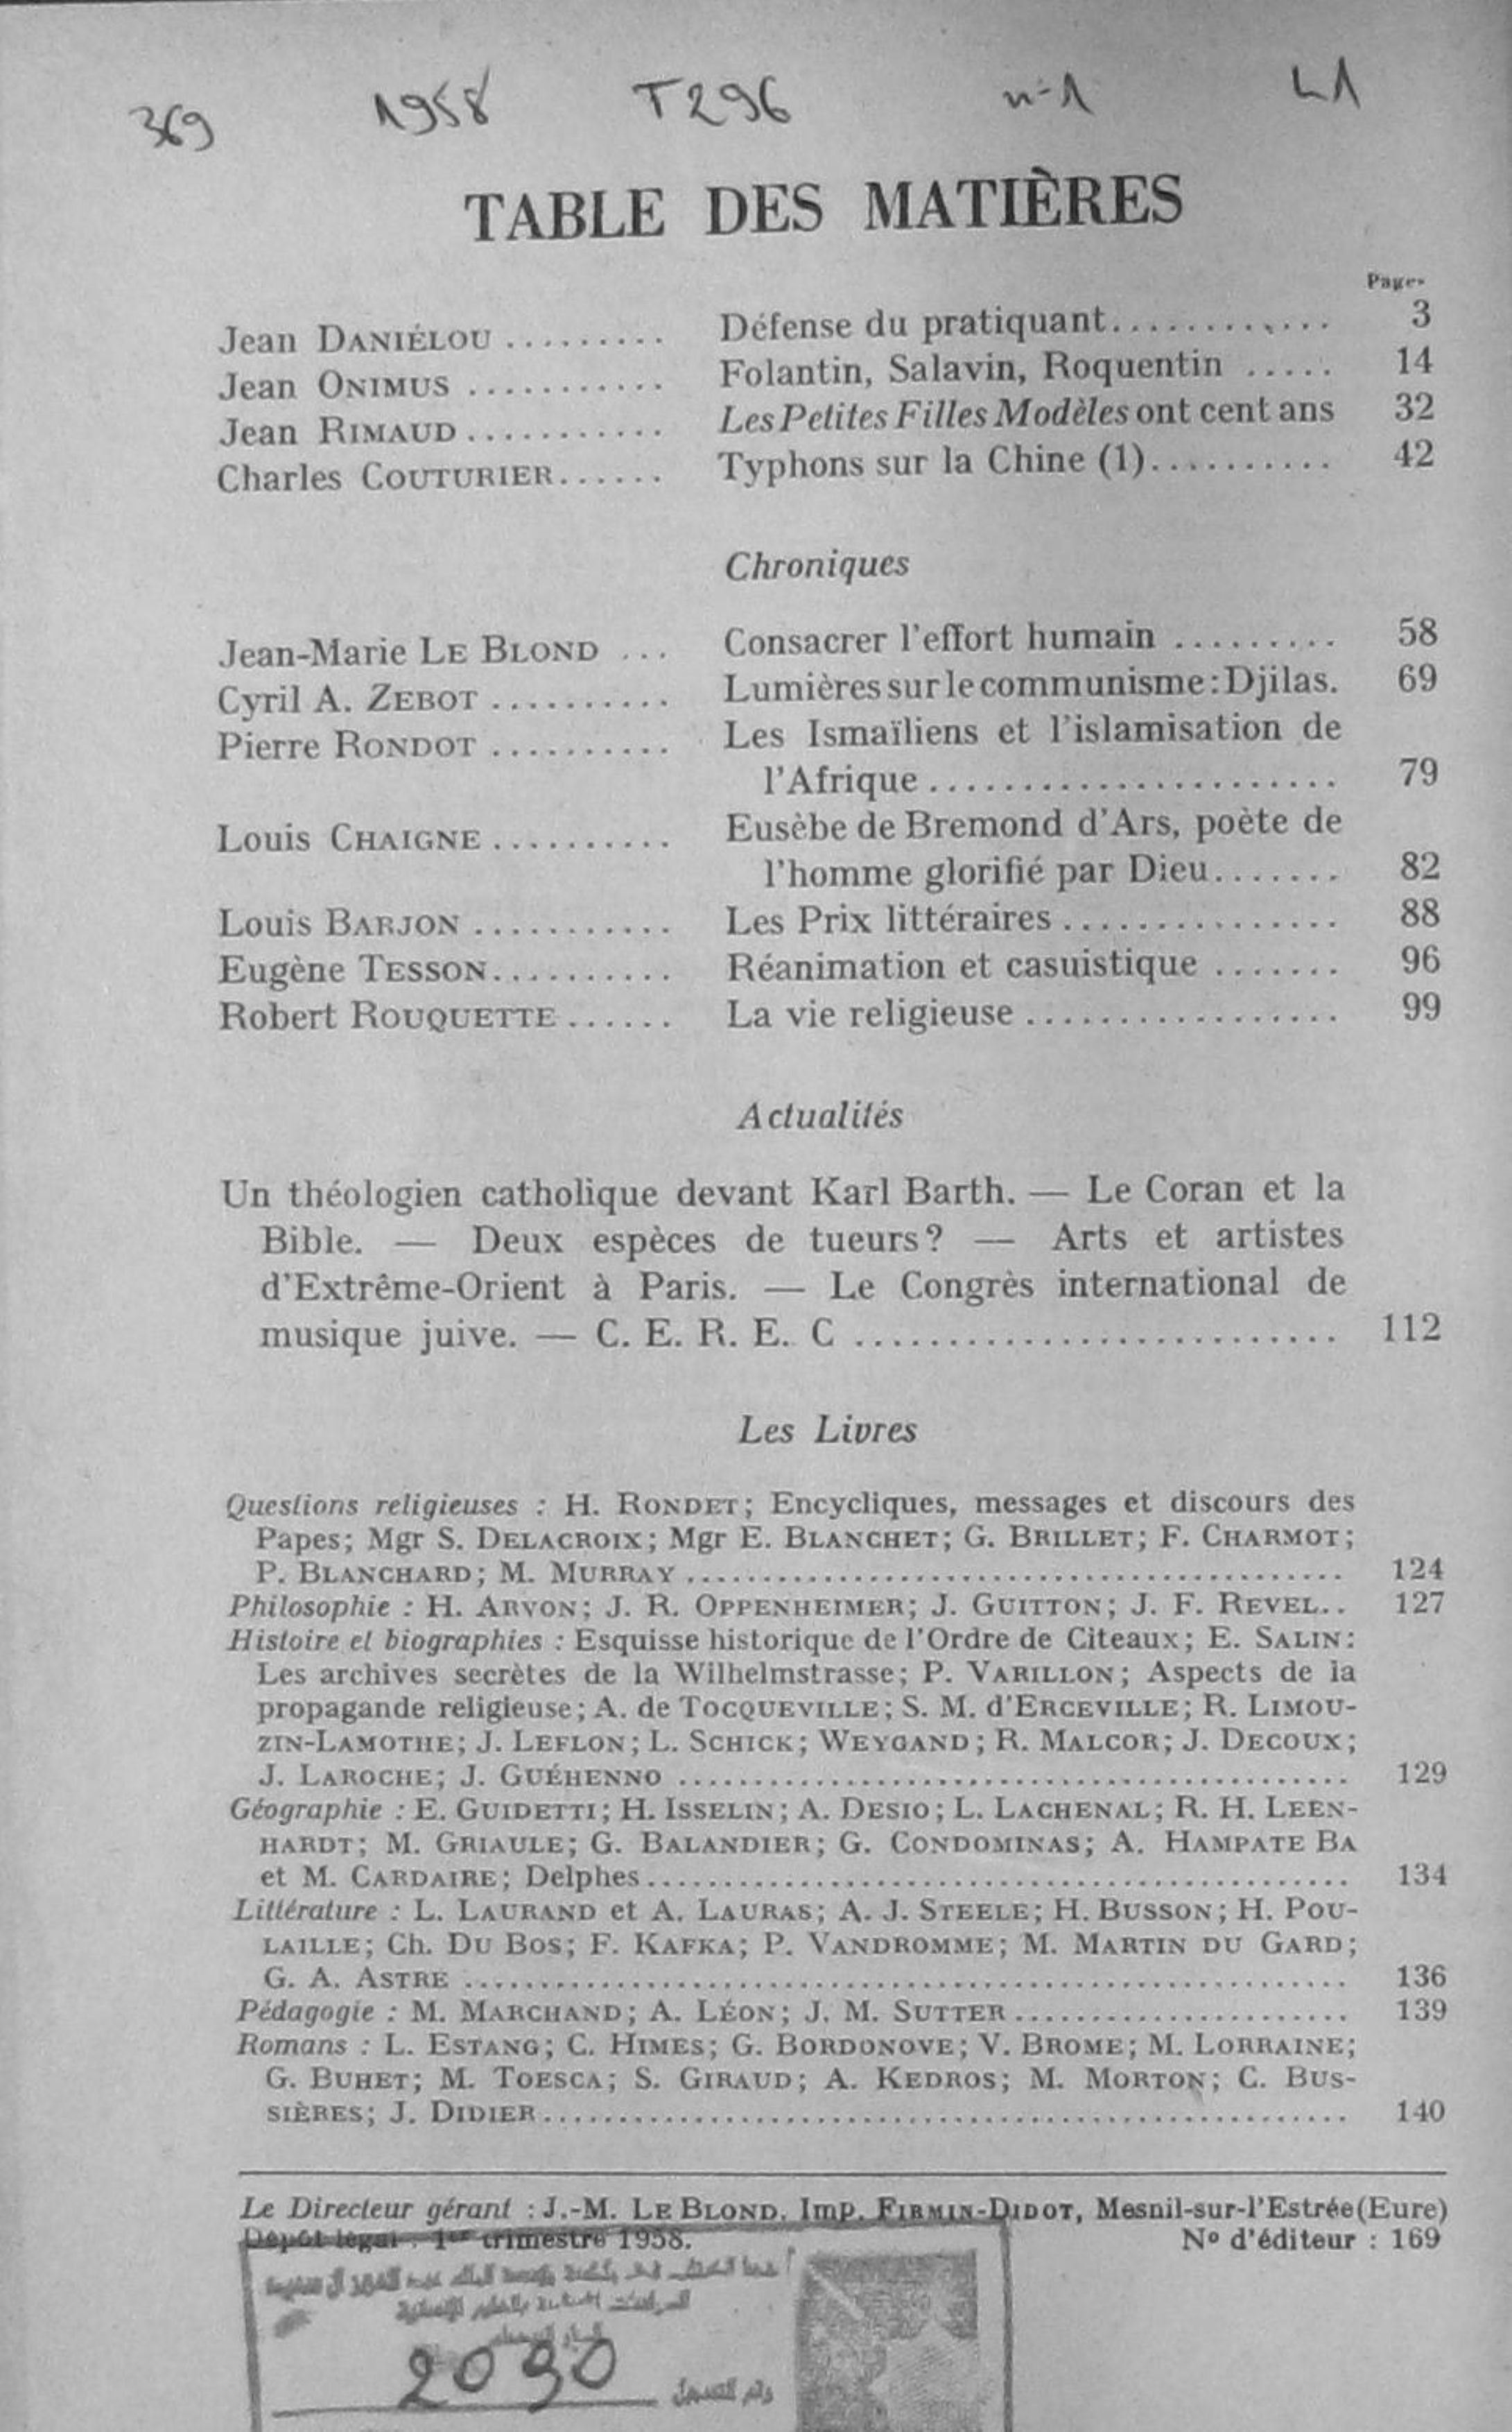 369 1958 T296 n-1 L1
TABLE DES MATIÈRES
Pages
Jean DANIÉLOU ......... Défense du pratiquant............ 3
Jean ONIMUS ........... Folantin, Salavin, Roquentin ..... 14
Jean RIMAUD ........... Les Petites Filles Modèles ont cent ans 32
Charles COUTURIER...... Typhons sur la Chine (1).......... 42
Chroniques
Jean-Marie LE BLOND ... Consacrer l'effort humain ......... 58
Cyril A. ZEBOT .......... Lumières sur le communisme : Djilas. 69
Pierre RONDOT .......... Les Ismaïliens et l'islamisation de
l'Afrique ...................... 79
Louis CHAIGNE .......... Eusèbe de Bremond d'Ars, poète de
l'homme glorifié par Dieu....... 82
Louis BARJON ........... Les Prix littéraires ............... 88
Eugène TESSON.......... Réanimation et casuistique ....... 96
Robert ROUQUETTE ...... La vie religieuse ................. 99
Actualités
Un théologien catholique devant Karl Barth. — Le Coran et la
Bible. — Deux espèces de tueurs? — Arts et artistes
d'Extrême-Orient à Paris. — Le Congrès international de
musique juive. — C. E. R. E. C .......................... 112
Les Livres
Questions religieuses : H. RONDET; Encycliques, messages et discours des
Papes; Mgr S. DELACROIX; Mgr E. BLANCHET; G. BRILLET; F. CHARMOT;
P. BLANCHARD; M. MURRAY ............................................ 124
Philosophie : H. ARVON; J. R. OPPENHEIMER; J. GUITTON; J. F. REVEL.. 127
Histoire et biographies : Esquisse historique de l'Ordre de Citeaux; E. SALIN:
Les archives secrètes de la Wilhelmstrasse; P. VARILLON; Aspects de la
propagande religieuse; A. de TOCQUEVILLE; S. M. d'ERCEVILLE; R. LIMOU-
ZIN-LAMOTHE; J. LEFLON; L. SCHICK; WEYGAND; R. MALCOR; J. DECOUX;
J. LAROCHE; J. GUÉHENNO ............................................ 129
Géographie : E. GUIDETTI; H. ISSELIN; A. DESIO; L. LACHENAL; R. H. LEEN-
HARDT; M. GRIAULE; G. BALANDIER; G. CONDOMINAS; A. HAMPATE BA
et M. CARDAIRE; Delphes............................................... 134
Littérature : L. LAURAND et A. LAURAS; A. J. STEELE; H. BUSSON; H. POU-
LAILLE; Ch. DU BOS; F. KAFKA; P. VANDROMME; M. MARTIN DU GARD;
G. A. ASTRE ........................................................... 136
Pédagogie : M. MARCHAND; A. LÉON; J. M. SUTTER ...................... 139
Romans : L. ESTANG; C. HIMES; G. BORDONOVE; V. BROME; M. LORRAINE;
G. BUHET; M. TOESCA; S. GIRAUD; A. KEDROS; M. MORTON; C. BUS-
SIÈRES; J. DIDIER...................................................... 140
Le Directeur gérant : J.-M. LE BLOND. Imp. FIRMIN-DIDOT, Mesnil-sur-l'Estrée (Eure)
Dépôt légal : 1er trimestre 1958. No d'éditeur : 169
2090
رقم التسجيل